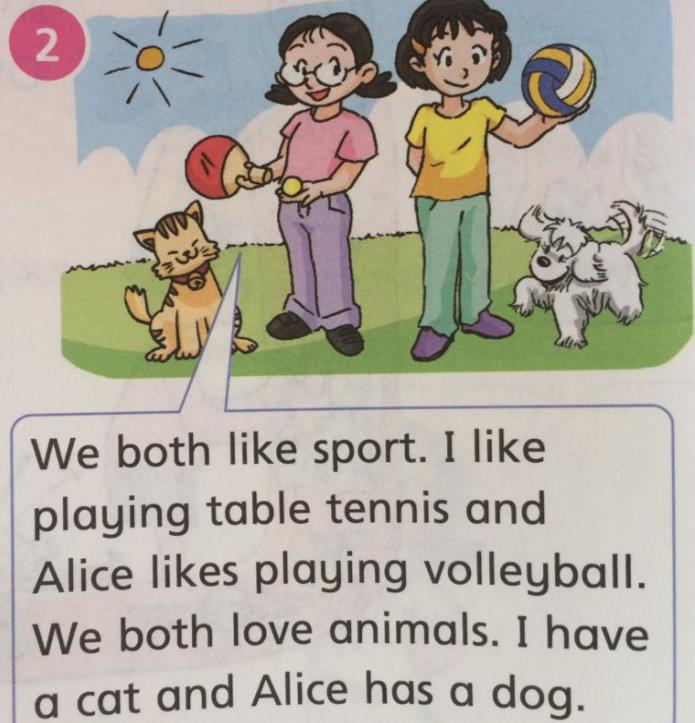 2
We both like sport. I like
playing table tennis and
Alice likes playing volleyball.
We both love animals. I have
a cat and Alice has a dog.